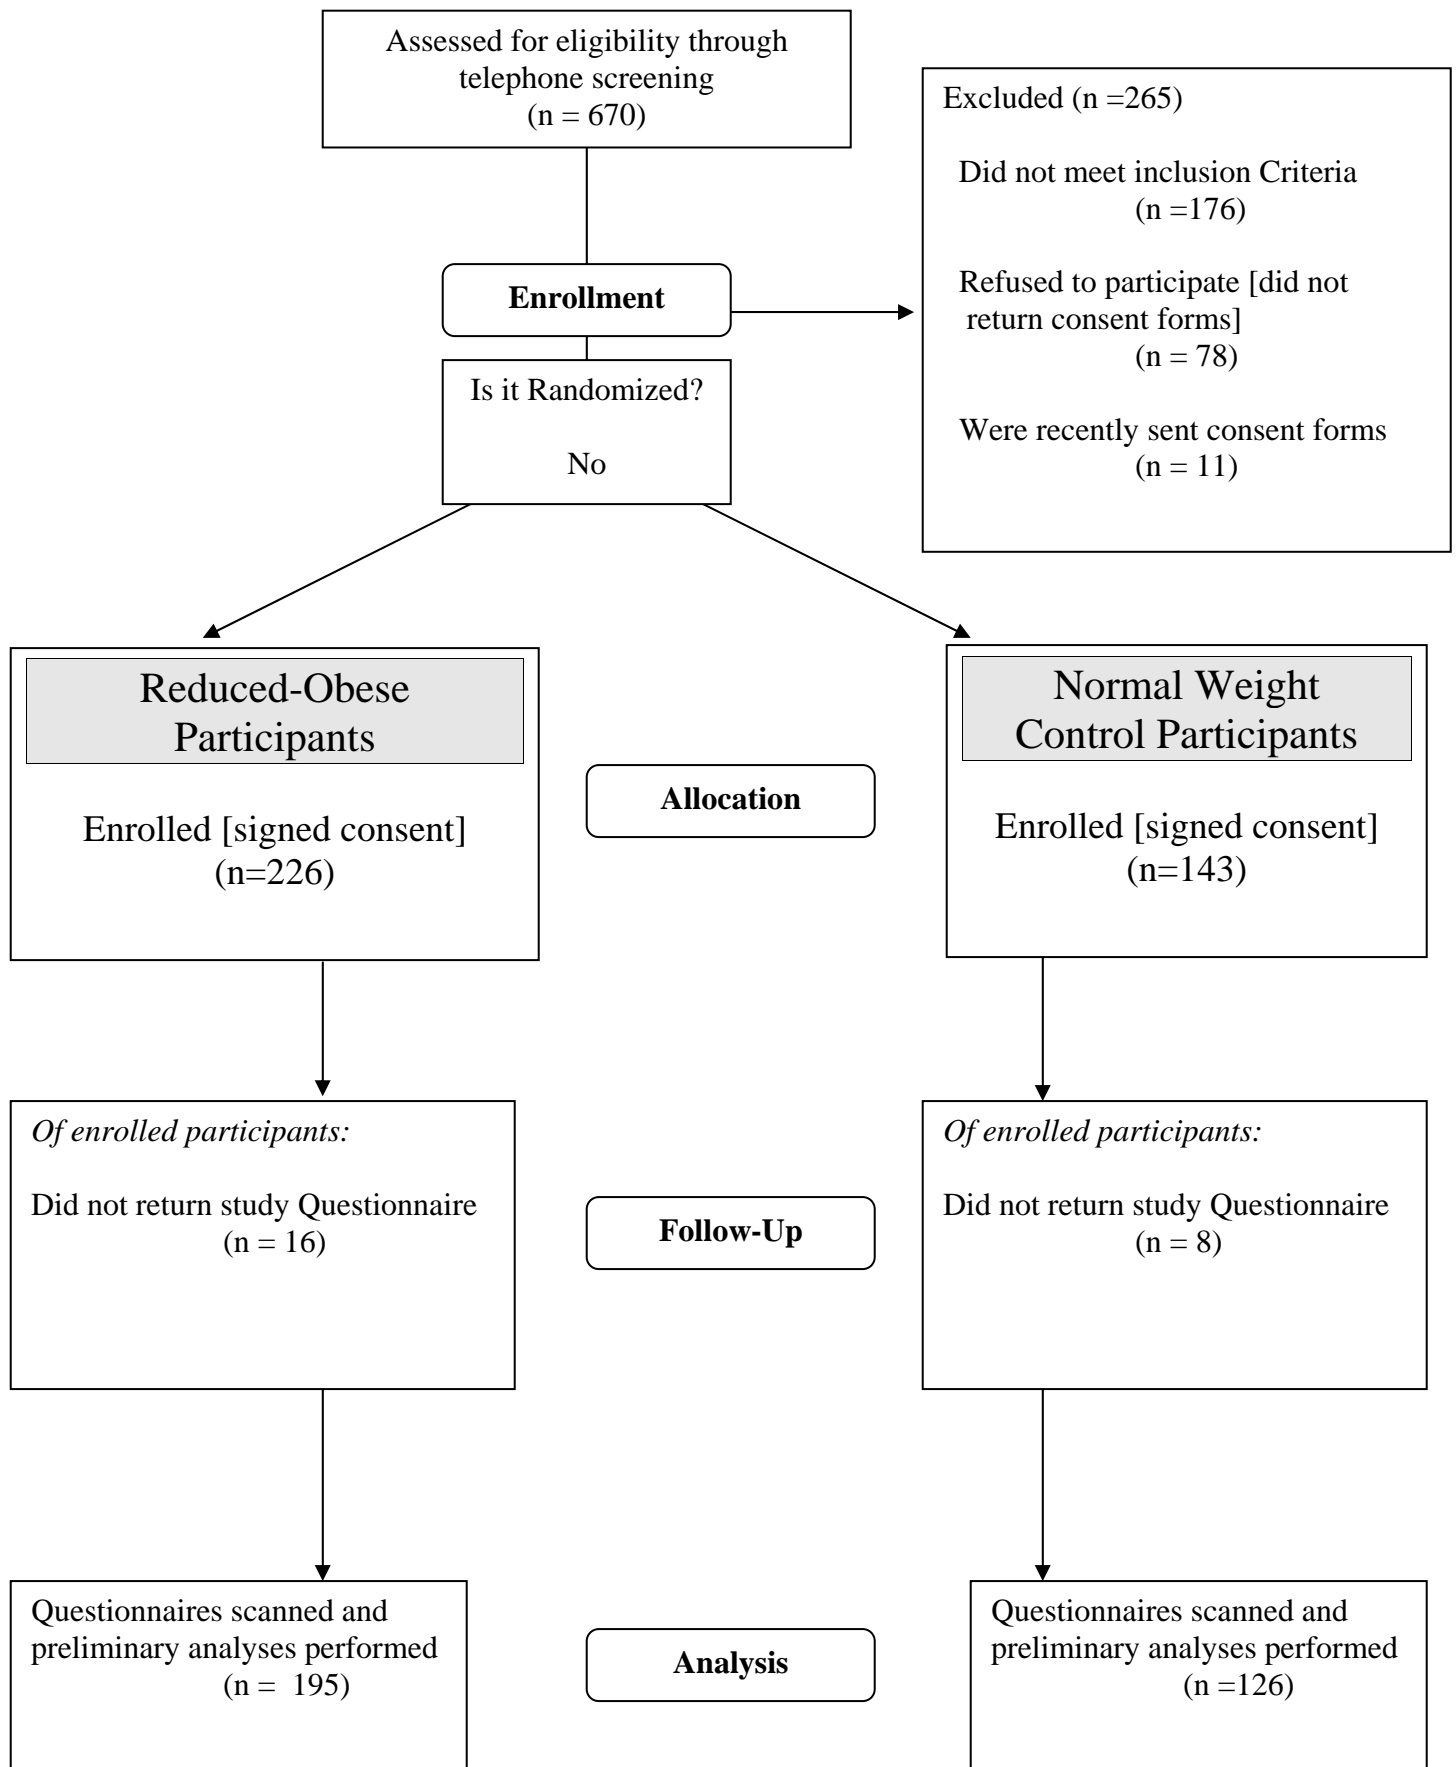 Assessed for eligibility through
telephone screening
(n = 670)
Excluded (n =265)
Did not meet inclusion Criteria
(n =176)
Refused to participate [did not
return consent forms]
(n = 78)
Were recently sent consent forms
(n = 11)
Enrollment
Is it Randomized?
No
Reduced-Obese
Participants
Enrolled [signed consent]
(n=226)
Allocation
Normal Weight
Control Participants
Enrolled [signed consent]
(n=143)
Of enrolled participants:
Did not return study Questionnaire
(n = 16)
Follow-Up
Of enrolled participants:
Did not return study Questionnaire
(n = 8)
Questionnaires scanned and
preliminary analyses performed
(n =  195)
Analysis
Questionnaires scanned and
preliminary analyses performed
(n =126)